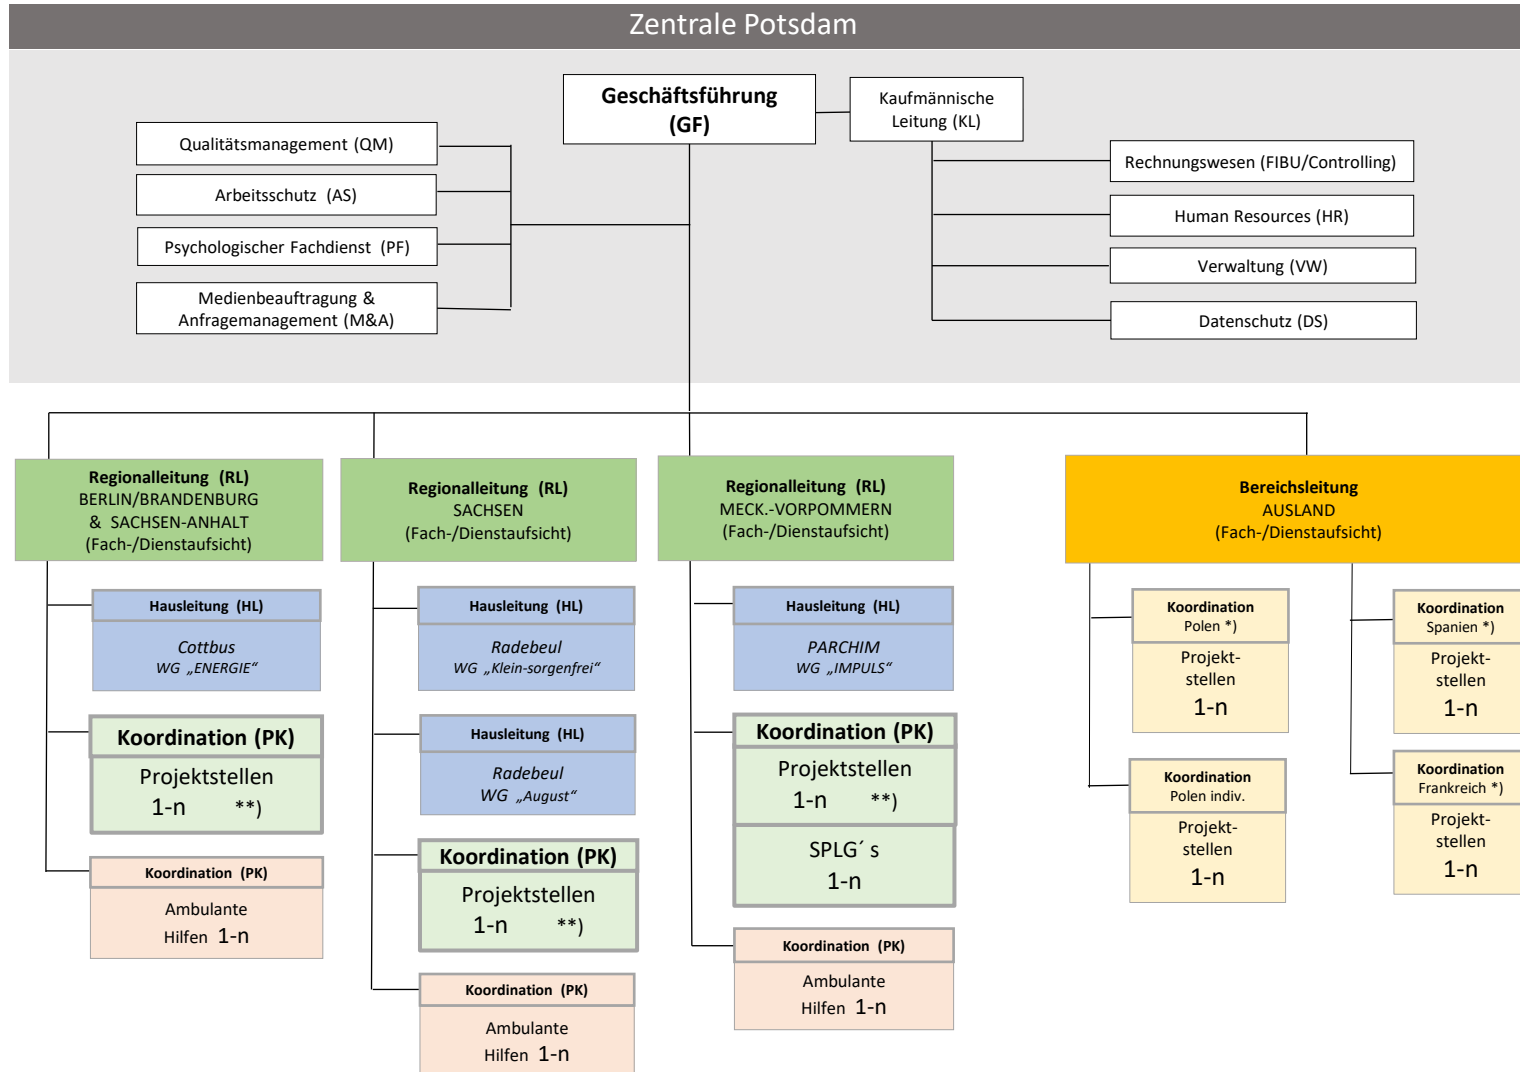 Zentrale Potsdam
Geschäftsführung
(GF)
Kaufmännische
Leitung (KL)
Qualitätsmanagement (QM)
Arbeitsschutz (AS)
Psychologischer Fachdienst (PF)
Medienbeauftragung &
Anfragemanagement (M&A)
Rechnungswesen (FIBU/Controlling)
Human Resources (HR)
Verwaltung (VW)
Datenschutz (DS)
Regionalleitung (RL)
BERLIN/BRANDENBURG
& SACHSEN-ANHALT
(Fach-/Dienstaufsicht)
Hausleitung (HL)
Cottbus
WG „ENERGIE“
Koordination (PK)
Projektstellen
1-n **)
Koordination (PK)
Ambulante
Hilfen 1-n
Regionalleitung (RL)
SACHSEN
(Fach-/Dienstaufsicht)
Hausleitung (HL)
Radebeul
WG „Klein-sorgenfrei“
Hausleitung (HL)
Radebeul
WG „August“
Koordination (PK)
Projektstellen
1-n **)
Koordination (PK)
Ambulante
Hilfen 1-n
Regionalleitung (RL)
MECK.-VORPOMMERN
(Fach-/Dienstaufsicht)
Hausleitung (HL)
PARCHIM
WG „IMPULS“
Koordination (PK)
Projektstellen
1-n **)
SPLG´ s
1-n
Koordination (PK)
Ambulante
Hilfen 1-n
Bereichsleitung
AUSLAND
(Fach-/Dienstaufsicht)
Koordination
Polen *)
Projekt-
stellen
1-n
Koordination
Polen indiv.
Projekt-
stellen
1-n
Koordination
Spanien *)
Projekt-
stellen
1-n
Koordination
Frankreich *)
Projekt-
stellen
1-n